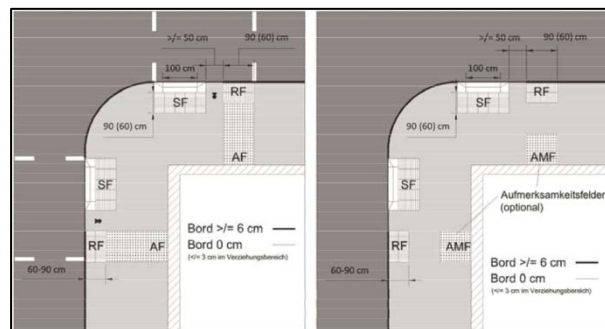 >/= 50 cm
90 (60) cm
100 cm
SF
RF
90 (60) cm
AF
SF
RF
AF
60-90 cm
Bord >/= 6 cm
Bord 0 cm
(</= 3 cm im Verziehungsbereich)
>/= 50 cm
90 (60) cm
100 cm
SF
RF
90 (60) cm
AMF
SF
Aufmerksamkeitsfelder
(optional)
RF
AMF
60-90 cm
Bord >/= 6 cm
Bord 0 cm
(</= 3 cm im Verziehungsbereich)